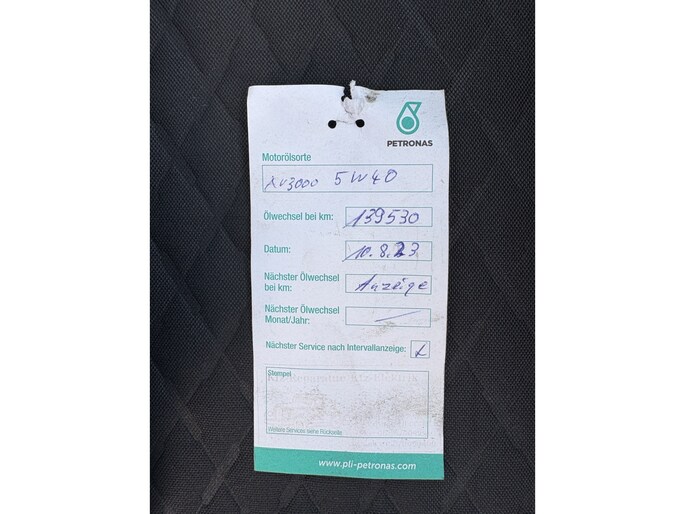 PETRONAS
Motorölsorte
Xv3000 5W40
Ölwechsel bei km: 139530
Datum: 10.8.23
Nächster Ölwechsel
bei km: Anzeige
Nächster Ölwechsel
Monat/Jahr: —
Nächster Service nach Intervallanzeige:
Stempel
Weitere Services siehe Rückseite
www.pli-petronas.com